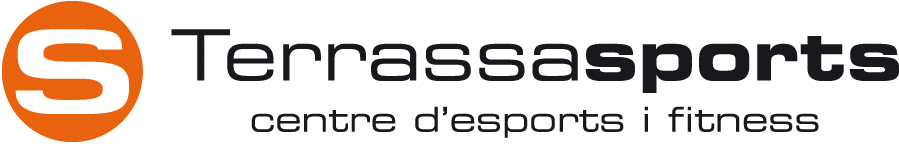 S Terrassasports
centre d'esports i fitness